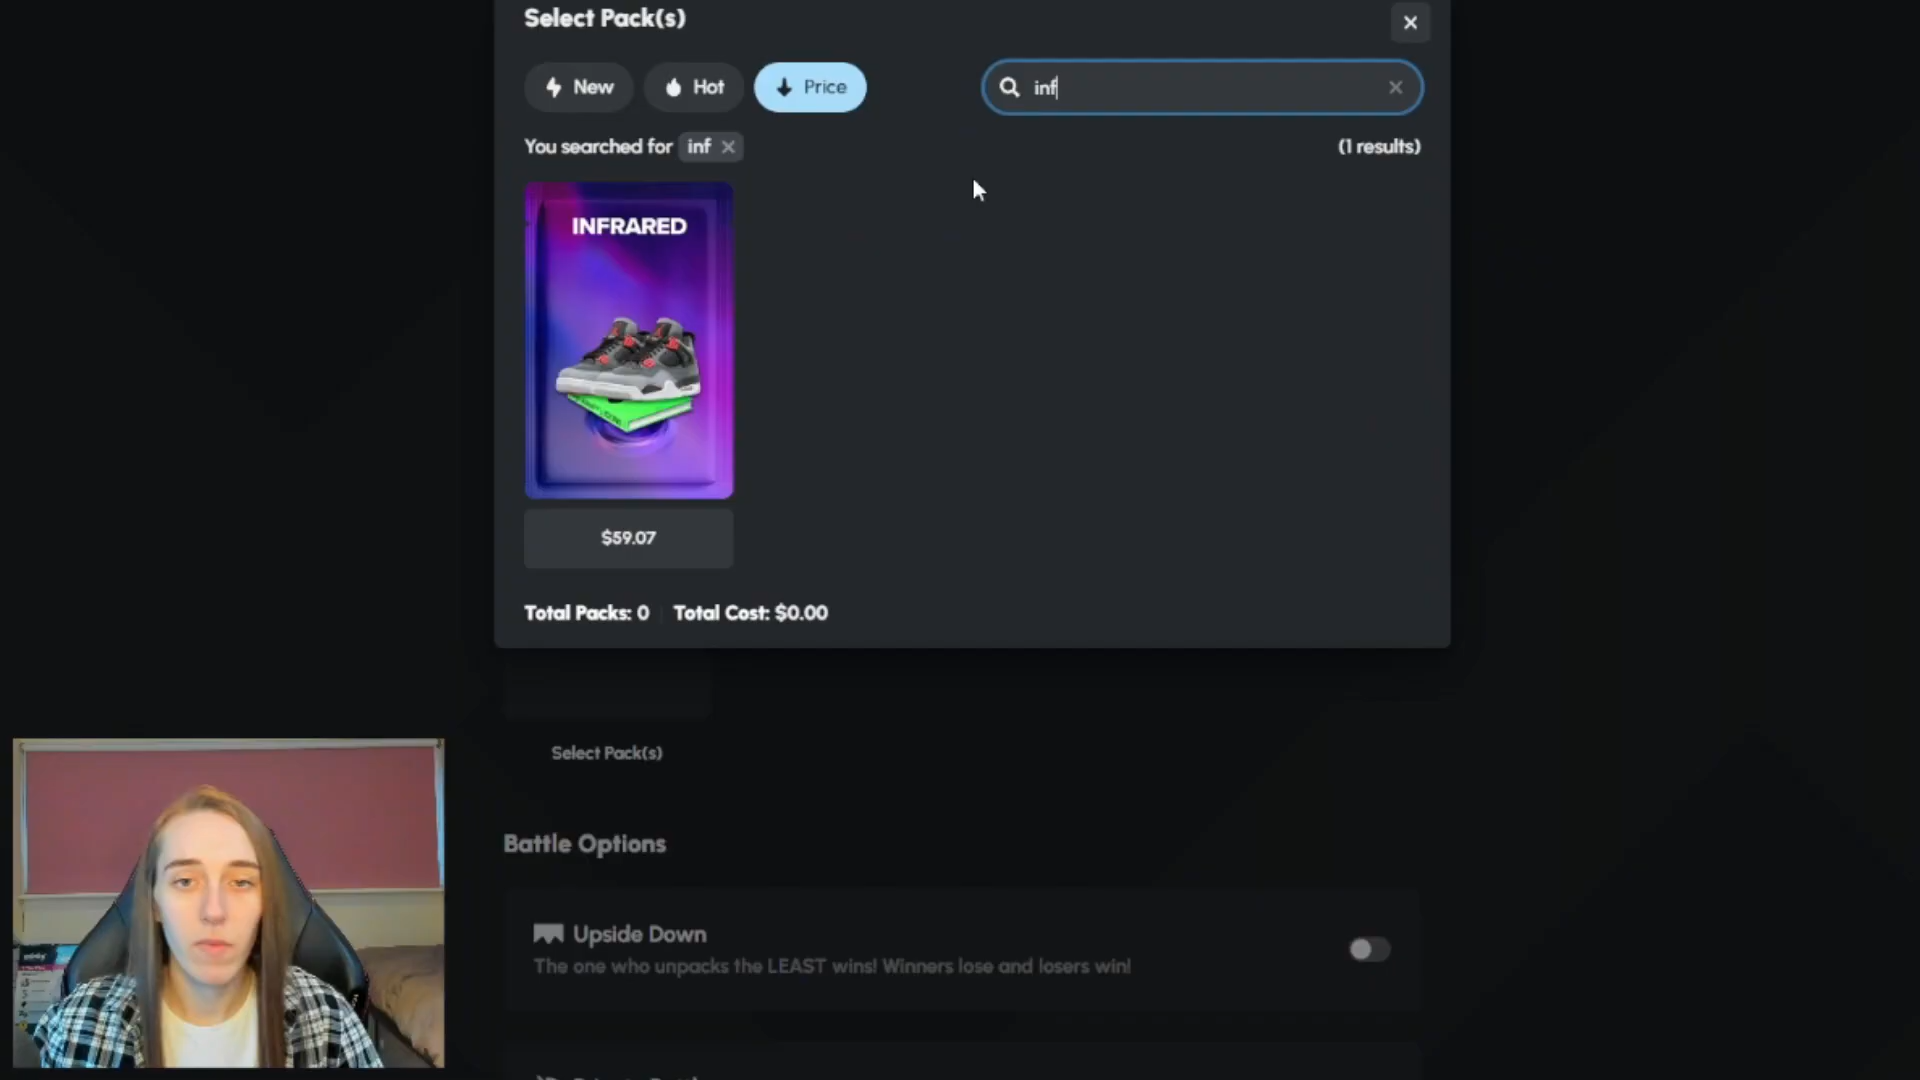 Select Pack(s)
New
Hot
Price
inf
You searched for inf
(1 results)
INFRARED
$59.07
Total Packs: 0
Total Cost: $0.00
Select Pack(s)
Battle Options
Upside Down
The one who unpacks the LEAST wins! Winners lose and losers win!